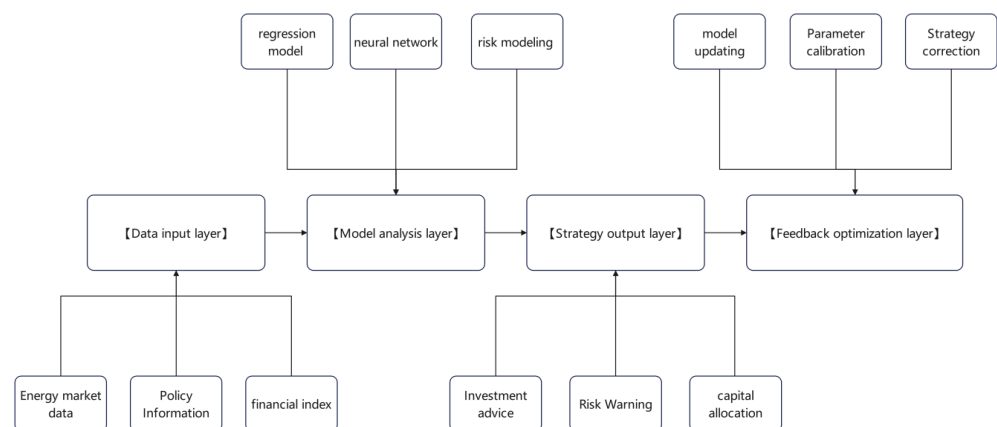 regression
model
neural network
risk modeling
model
updating
Parameter
calibration
Strategy
correction
【Data input layer】
【Model analysis layer】
【Strategy output layer】
【Feedback optimization layer】
Energy market
data
Policy
Information
financial index
Investment
advice
Risk Warning
capital
allocation